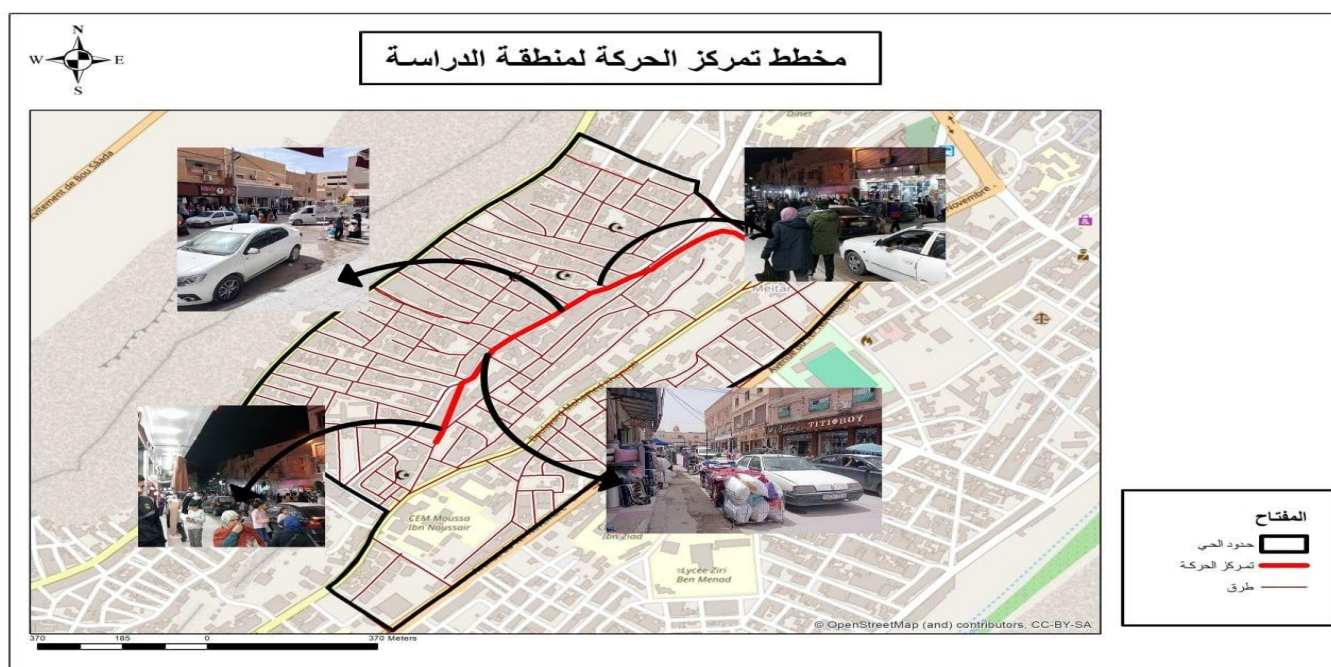 مخطط تمركز الحركة لمنطقة الدراسة
N
W E
S
Evitement de Bou Saada
Dinet
Novembre
Meitar
TITI BOY
CEM Moussa
Ibn Noussair
Ibn Ziad
Lycée Ziri
Ben Menad
المفتاح
حدود الحي
تمركز الحركة
طرق
© OpenStreetMap (and) contributors, CC-BY-SA
370 185 0 370 Meters